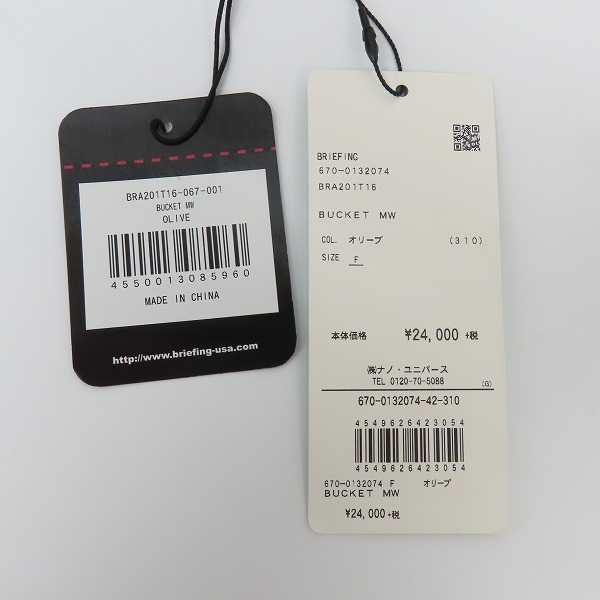 BRA201T16-067-001
BUCKET MW
OLIVE
4550013085960
MADE IN CHINA
http://www.briefing-usa.com
BRIEFING
670-0132074
BRA201T16
BUCKET MW
COL. オリーブ (310)
SIZE F
本体価格 ¥24,000 +税
㈱ナノ・ユニバース
TEL 0120-70-5088 (G)
670-0132074-42-310
4549626423054
4549626423054
670-0132074 F オリーブ
BUCKET MW
¥24,000+税